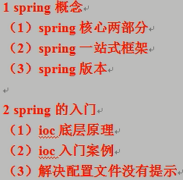 1 spring 概念
（1）spring 核心两部分
（2）spring 一站式框架
（3）spring 版本
2 spring 的入门
（1）ioc 底层原理
（2）ioc 入门案例
（3）解决配置文件没有提示